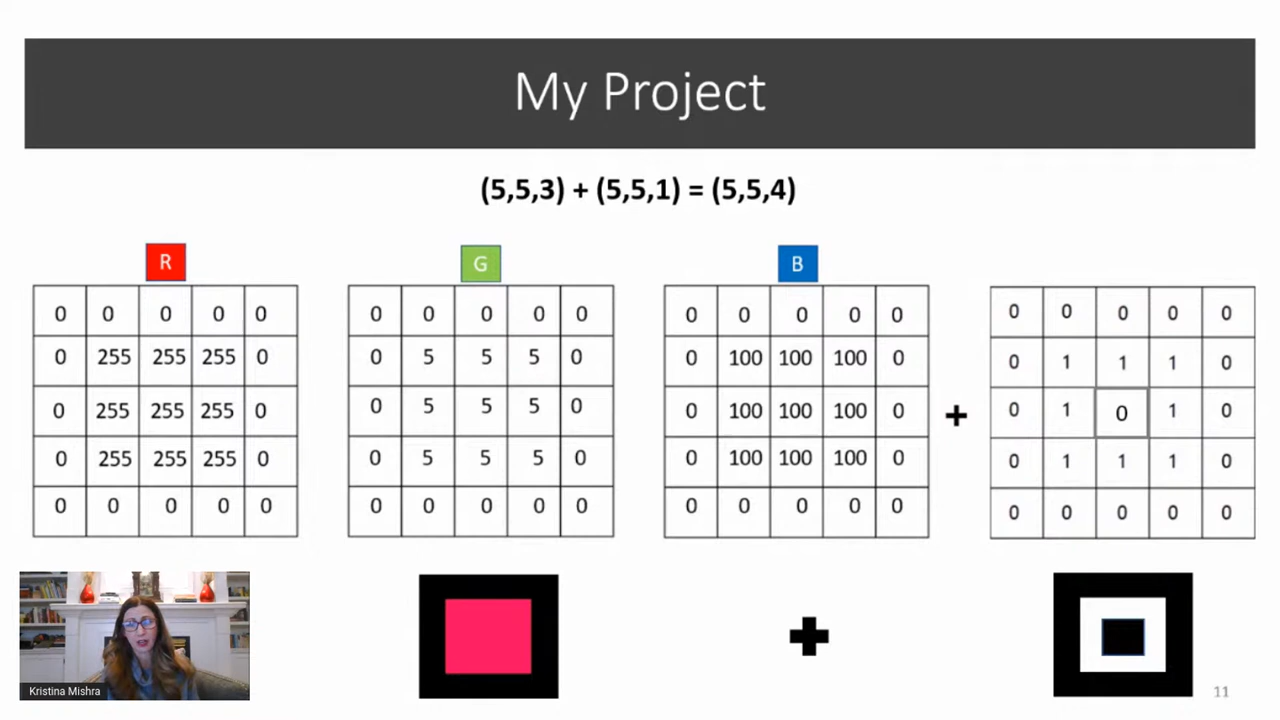 My Project
(5,5,3) + (5,5,1) = (5,5,4)
R
0 0 0 0 0
0 255 255 255 0
0 255 255 255 0
0 255 255 255 0
0 0 0 0 0
G
0 0 0 0 0
0 5 5 5 0
0 5 5 5 0
0 5 5 5 0
0 0 0 0 0
B
0 0 0 0 0
0 100 100 100 0
0 100 100 100 0
0 100 100 100 0
0 0 0 0 0
+
0 0 0 0 0
0 1 1 1 0
0 1 0 1 0
0 1 1 1 0
0 0 0 0 0
+
Kristina Mishra
11